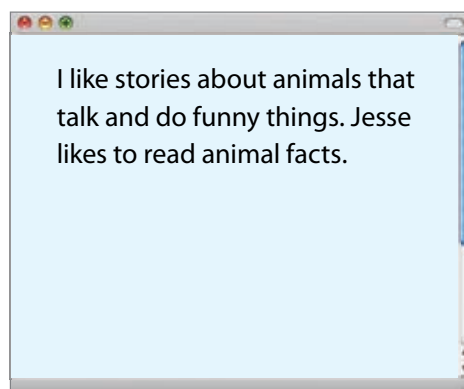 I like stories about animals that
talk and do funny things. Jesse
likes to read animal facts.